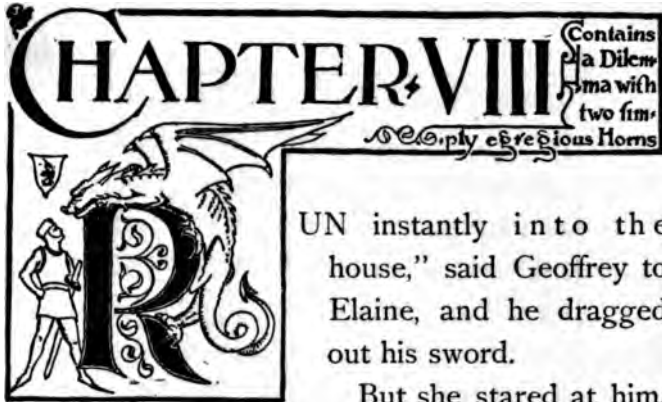 CHAPTER·VIII
Contains
a Dilem-
ma with
two sim-
ply egregious Horns
RUN instantly into the
house,” said Geoffrey to
Elaine, and he dragged
out his sword.
But she stared at him.